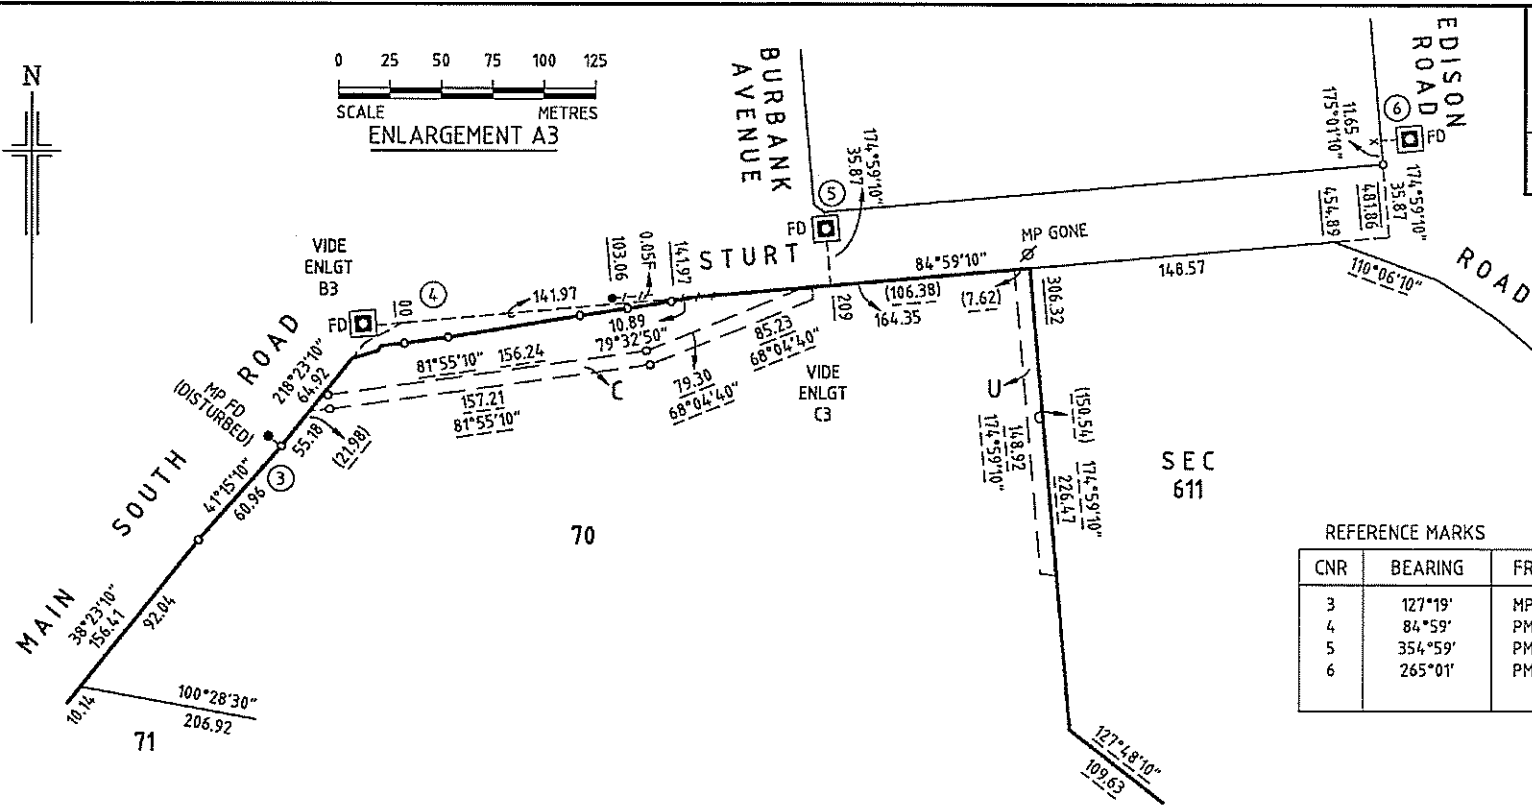 N
0 25 50 75 100 125
SCALE METRES
ENLARGEMENT A3
BURBANK
AVENUE
EDISON
ROAD
11.65
175°01'10"
6
FD
174°59'10"
35.87
481.86
454.89
174°59'10"
35.87
5
FD
VIDE
ENLGT
B3
4
FD
00
141.97
103.06
0.05F
141.97
STURT
ROAD
MP GONE
84°59'10"
148.57
110°06'10"
(106.38)
(7.62)
164.35
209
306.32
10.89
79°32'50"
81°55'10"
156.24
157.21
81°55'10"
C
79.30
68°04'40"
85.23
68°04'40"
VIDE
ENLGT
C3
U
(150.54)
148.92
174°59'10"
174°59'10"
226.47
SEC
611
218°23'10"
64.92
MP FD
(DISTURBED)
55.18
(21.98)
3
41°15'10"
60.96
MAIN SOUTH ROAD
38°23'10"
156.41
92.04
10.14
100°28'30"
206.92
70
71
127°48'10"
109.63
REFERENCE MARKS
CNR BEARING FR
3 127°19' MP
4 84°59' PM
5 354°59' PM
6 265°01' PM